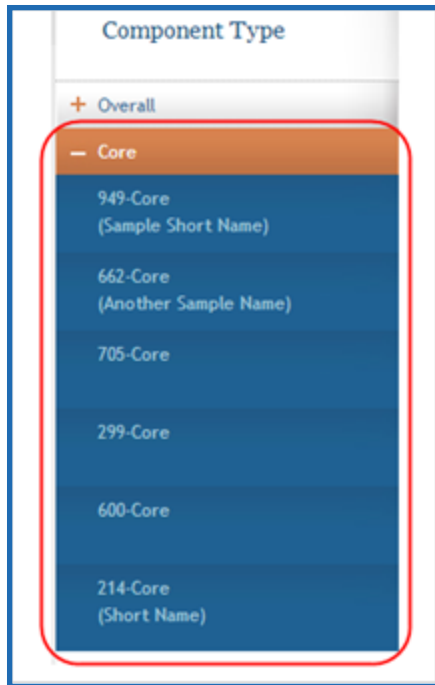 Component Type
+ Overall
− Core
949-Core
(Sample Short Name)
662-Core
(Another Sample Name)
705-Core
299-Core
600-Core
214-Core
(Short Name)